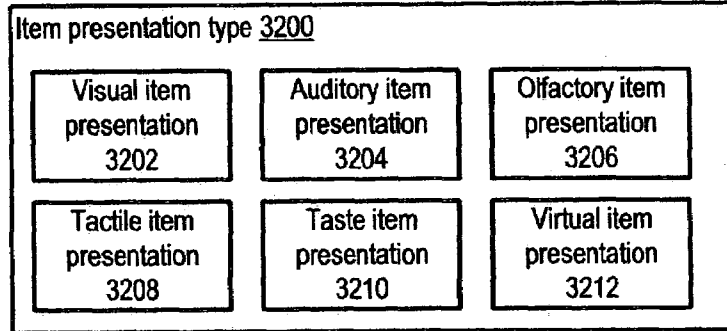 Item presentation type 3200
Visual item
presentation
3202
Auditory item
presentation
3204
Olfactory item
presentation
3206
Tactile item
presentation
3208
Taste item
presentation
3210
Virtual item
presentation
3212